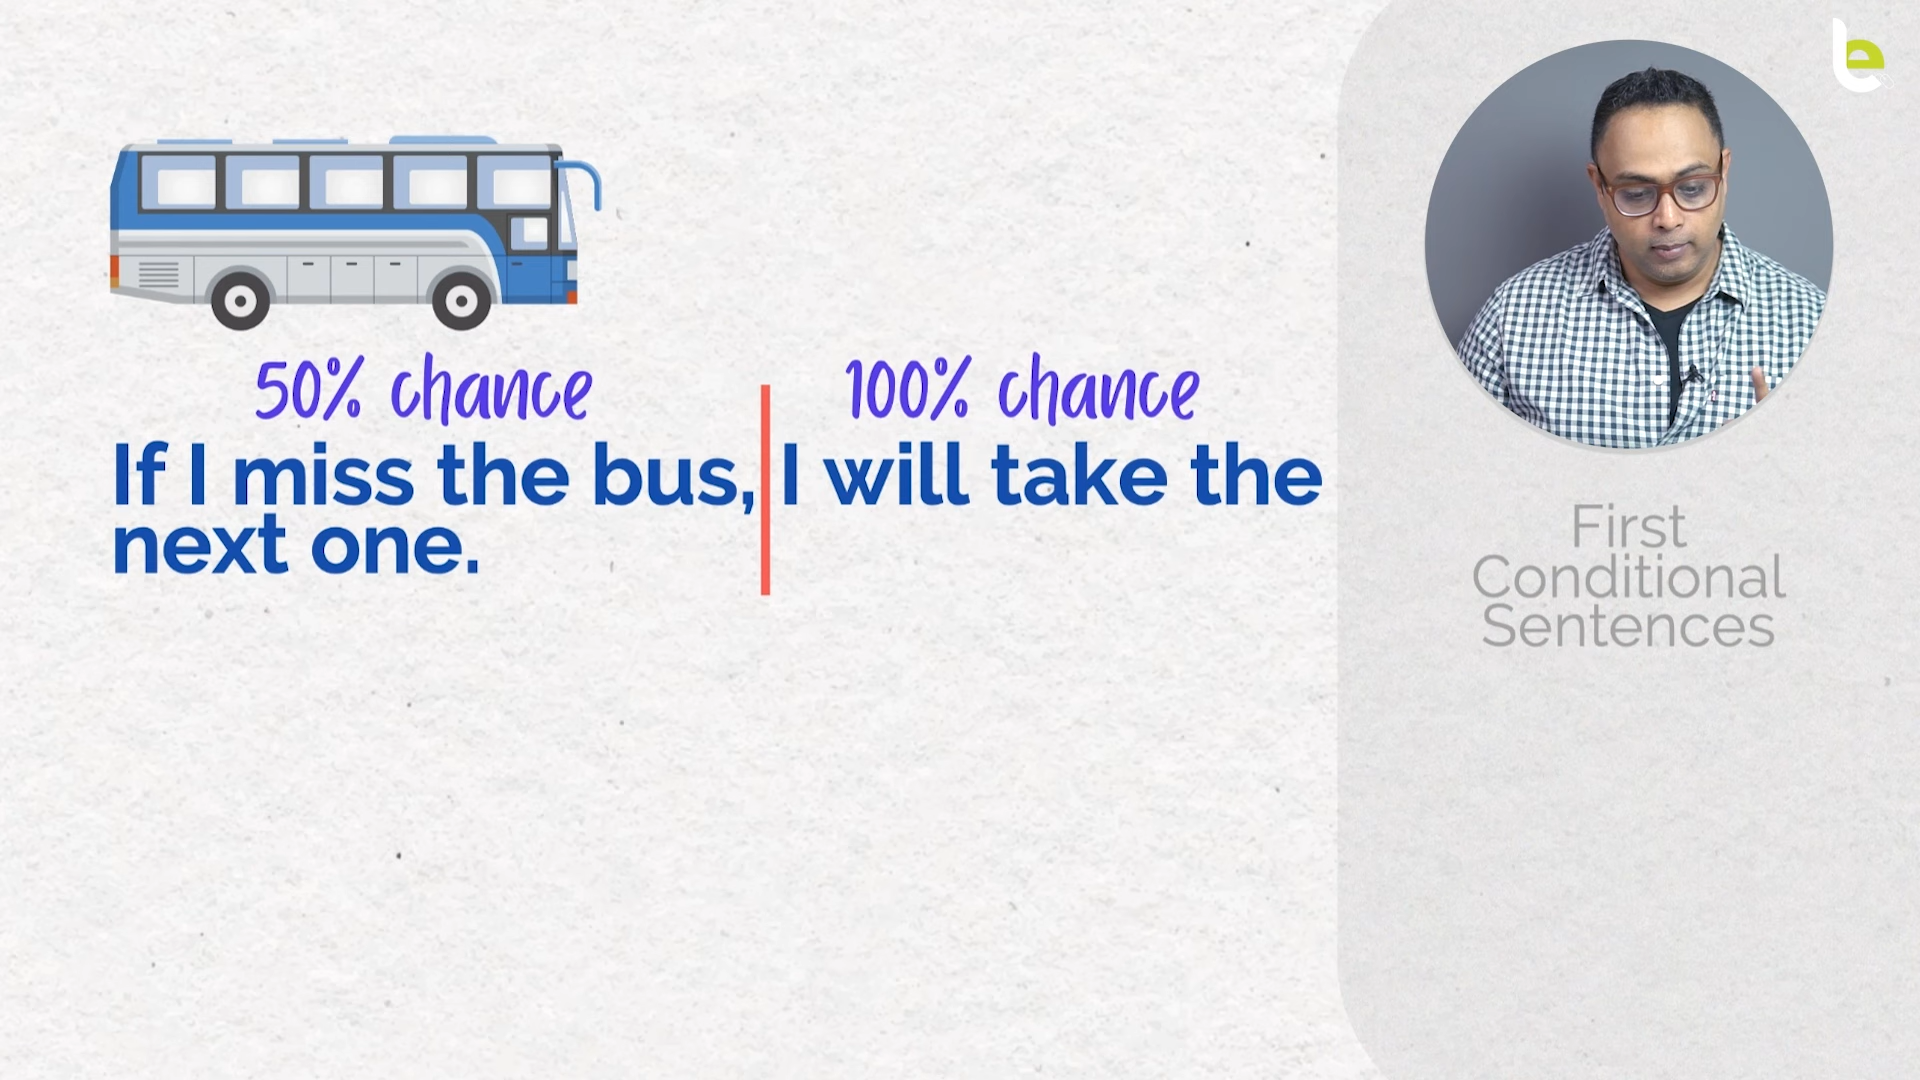 50% chance
100% chance
If I miss the bus, I will take the
next one.
First
Conditional
Sentences